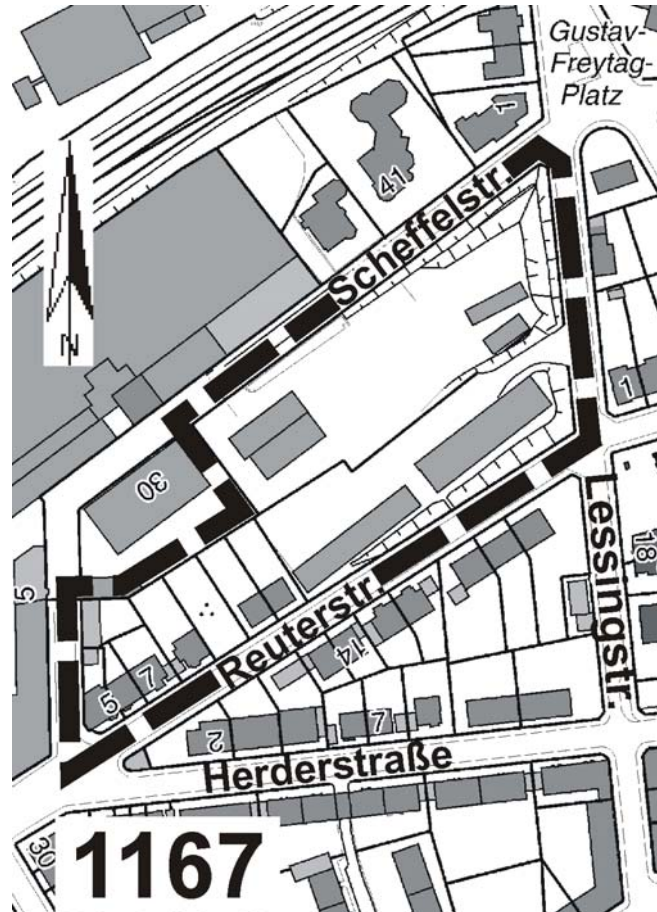 Gustav-
Freytag-
Platz
1
41
Scheffelstr.
N
1
30
Lessingstr.
18
5
Reuterstr.
14
7
5
7
2
Herderstraße
30
1167